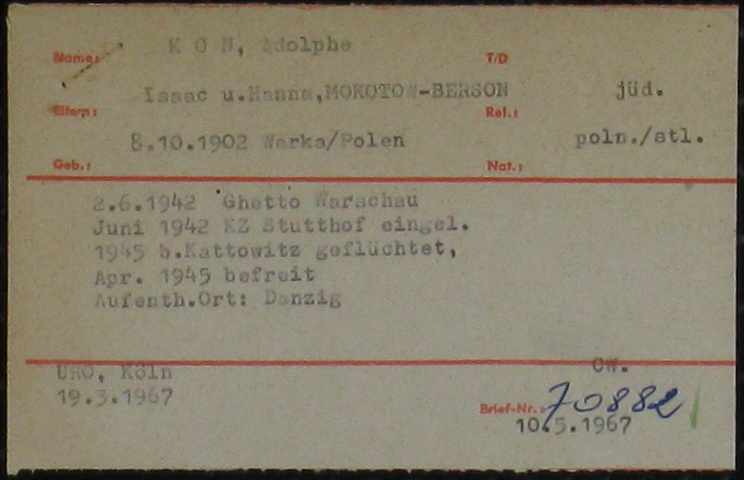 Name: K O N, Adolphe T/D
Isaac u.Hanna,MOKOTOW-BERSON jüd.
Eltern: Rel.:
8.10.1902 Warka/Polen poln./stl.
Geb.: Nat.:
2.6.1942 Ghetto Warschau
Juni 1942 KZ Stutthof eingel.
1945 b.Kattowitz geflüchtet,
Apr. 1945 befreit
Aufenth.Ort: Danzig
URO, Köln CW.
19.3.1967 Brief-Nr.: 70882
10.5.1967